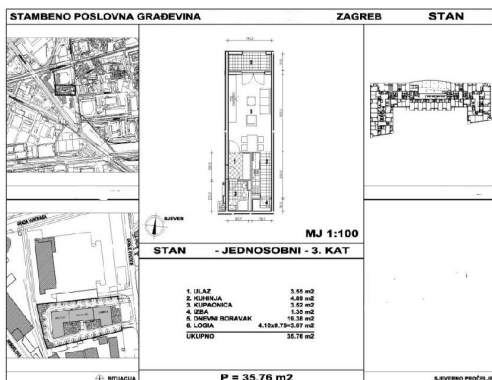 STAMBENO POSLOVNA GRAĐEVINA ZAGREB STAN
SJEVER
MJ 1:100
STAN - JEDNOSOBNI - 3. KAT
1. ULAZ 3.55 m2
2. KUHINJA 4.89 m2
3. KUPAONICA 3.52 m2
4. IZBA 1.35 m2
5. DNEVNI BORAVAK 19.38 m2
6. LOGIA 4.10x0.75=3.07 m2
UKUPNO 35.76 m2
SITUACIJA
P = 35.76 m2
SJEVERNO PROČELJE